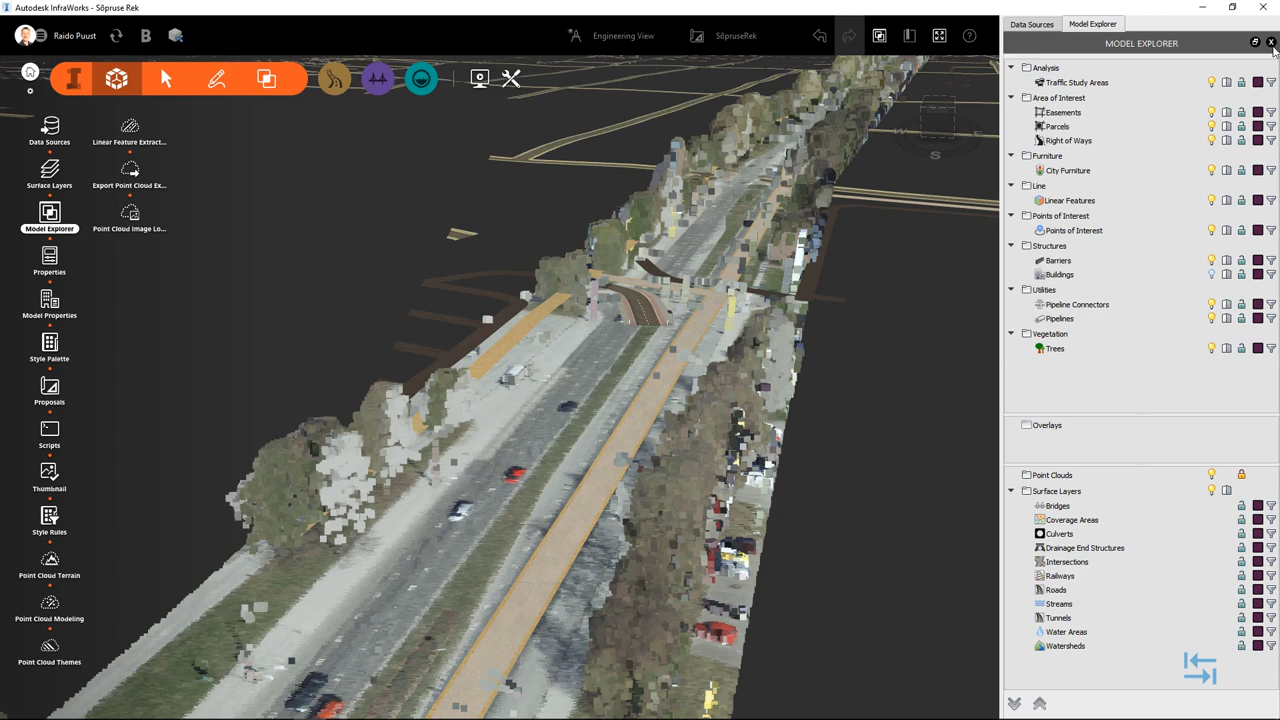 Autodesk InfraWorks - Sõpruse Rek
Data Sources
Model Explorer
Raido Puust
B
Engineering View
SõpruseRek
MODEL EXPLORER
Analysis
Traffic Study Areas
Area of Interest
Easements
Parcels
Right of Ways
Furniture
City Furniture
Line
Linear Features
Points of Interest
Points of Interest
Structures
Barriers
Buildings
Utilities
Pipeline Connectors
Pipelines
Vegetation
Trees
Overlays
Point Clouds
Surface Layers
Bridges
Coverage Areas
Culverts
Drainage End Structures
Intersections
Railways
Roads
Streams
Tunnels
Water Areas
Watersheds
Data Sources
Linear Feature Extract...
Surface Layers
Export Point Cloud Ex...
Model Explorer
Point Cloud Image Lo...
Properties
Model Properties
Style Palette
Proposals
Scripts
Thumbnail
Style Rules
Point Cloud Terrain
Point Cloud Modeling
Point Cloud Themes
S